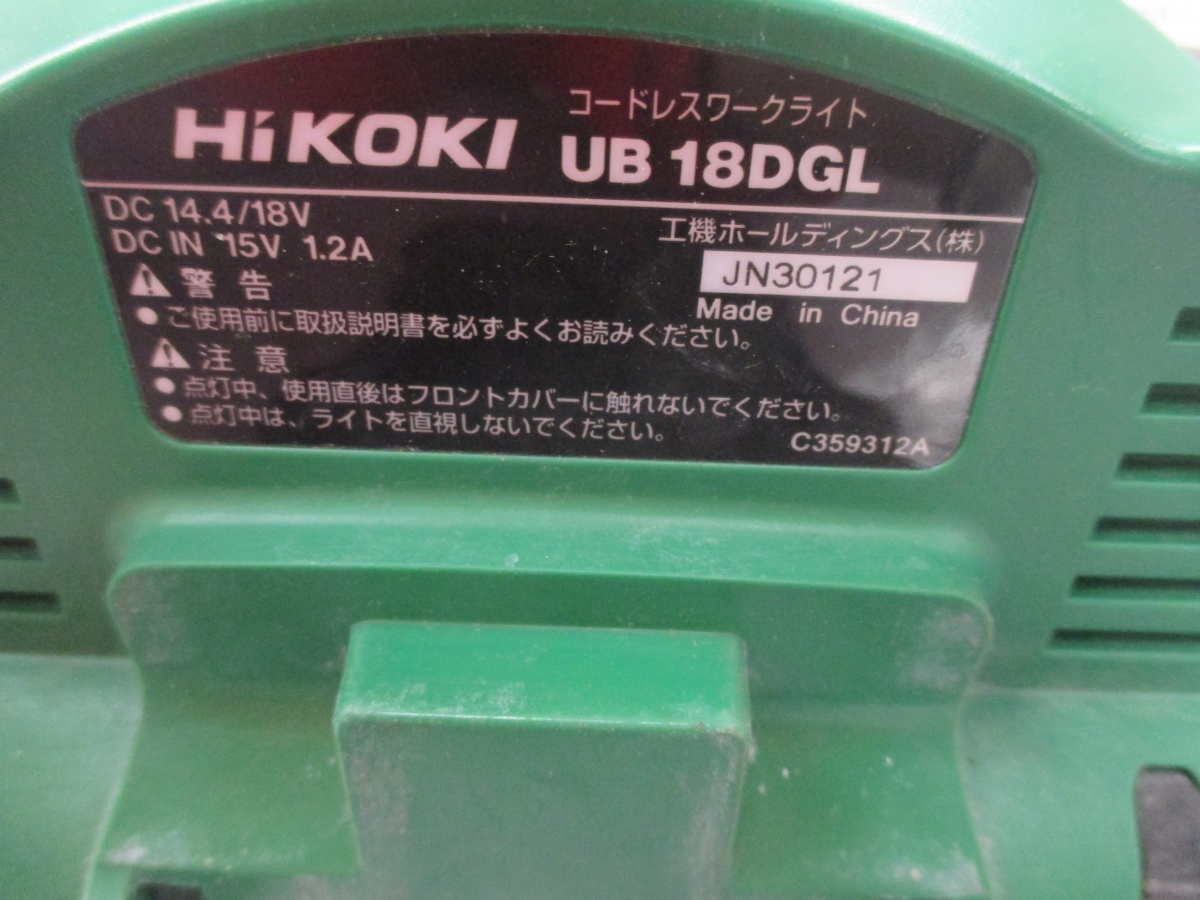 HiKOKI
コードレスワークライト
UB 18DGL
DC 14.4/18V
DC IN 15V 1.2A
工機ホールディングス(株)
JN30121
Made in China
警告
●ご使用前に取扱説明書を必ずよくお読みください。
注意
●点灯中、使用直後はフロントカバーに触れないでください。
●点灯中は、ライトを直視しないでください。
C359312A